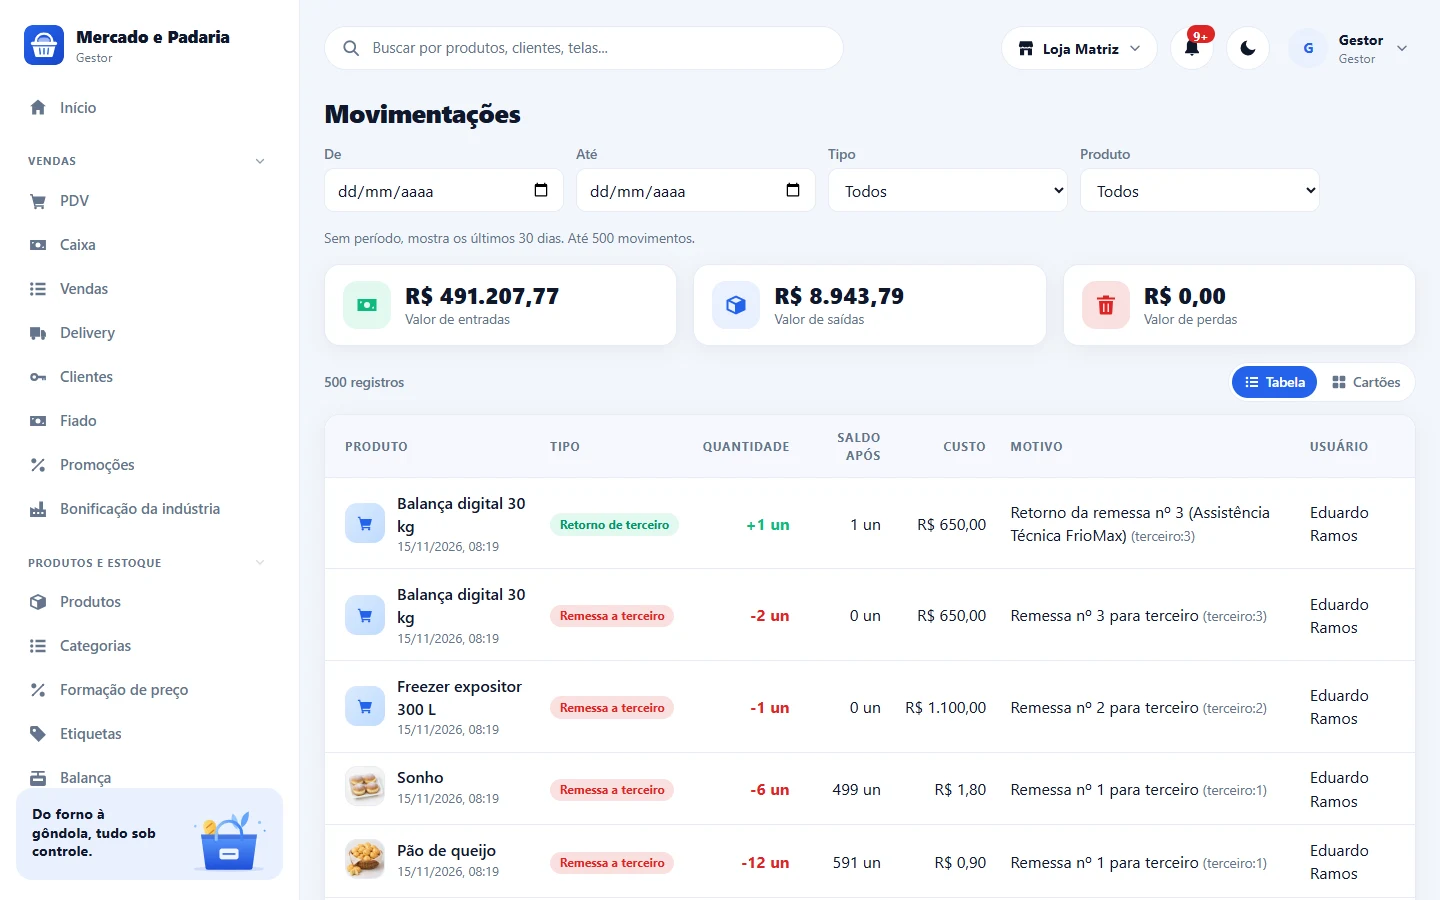 Mercado e Padaria
Gestor
Início
VENDAS
PDV
Caixa
Vendas
Delivery
Clientes
Fiado
Promoções
Bonificação da indústria
PRODUTOS E ESTOQUE
Produtos
Categorias
Formação de preço
Etiquetas
Balança
Do forno à
gôndola, tudo sob
controle.
Buscar por produtos, clientes, telas...
Loja Matriz
9+
G
Gestor
Gestor
Movimentações
De
Até
Tipo
Produto
dd/mm/aaaa
dd/mm/aaaa
Todos
Todos
Sem período, mostra os últimos 30 dias. Até 500 movimentos.
R$ 491.207,77
Valor de entradas
R$ 8.943,79
Valor de saídas
R$ 0,00
Valor de perdas
500 registros
Tabela
Cartões
PRODUTO TIPO QUANTIDADE SALDO APÓS CUSTO MOTIVO USUÁRIO
Balança digital 30
kg
15/11/2026, 08:19
Retorno de terceiro
+1 un
1 un
R$ 650,00
Retorno da remessa nº 3 (Assistência
Técnica FrioMax) (terceiro:3)
Eduardo
Ramos
Balança digital 30
kg
15/11/2026, 08:19
Remessa a terceiro
-2 un
0 un
R$ 650,00
Remessa nº 3 para terceiro (terceiro:3)
Eduardo
Ramos
Freezer expositor
300 L
15/11/2026, 08:19
Remessa a terceiro
-1 un
0 un
R$ 1.100,00
Remessa nº 2 para terceiro (terceiro:2)
Eduardo
Ramos
Sonho
15/11/2026, 08:19
Remessa a terceiro
-6 un
499 un
R$ 1,80
Remessa nº 1 para terceiro (terceiro:1)
Eduardo
Ramos
Pão de queijo
15/11/2026, 08:19
Remessa a terceiro
-12 un
591 un
R$ 0,90
Remessa nº 1 para terceiro (terceiro:1)
Eduardo
Ramos